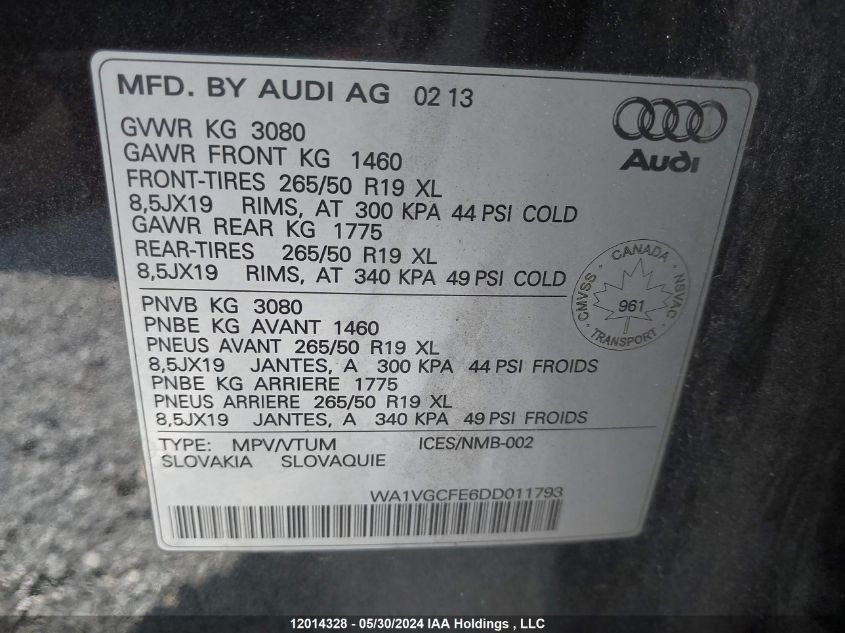 MFD. BY AUDI AG 02 13
Audi
GVWR KG 3080
GAWR FRONT KG 1460
FRONT-TIRES 265/50 R19 XL
8,5JX19 RIMS, AT 300 KPA 44 PSI COLD
GAWR REAR KG 1775
REAR-TIRES 265/50 R19 XL
8,5JX19 RIMS, AT 340 KPA 49 PSI COLD
CANADA
CMVSS
NSVAC
961
TRANSPORT
PNVB KG 3080
PNBE KG AVANT 1460
PNEUS AVANT 265/50 R19 XL
8,5JX19 JANTES, A 300 KPA 44 PSI FROIDS
PNBE KG ARRIERE 1775
PNEUS ARRIERE 265/50 R19 XL
8,5JX19 JANTES, A 340 KPA 49 PSI FROIDS
TYPE: MPV/VTUM ICES/NMB-002
SLOVAKIA SLOVAQUIE
WA1VGCFE6DD011793
12014328 - 05/30/2024 IAA Holdings , LLC